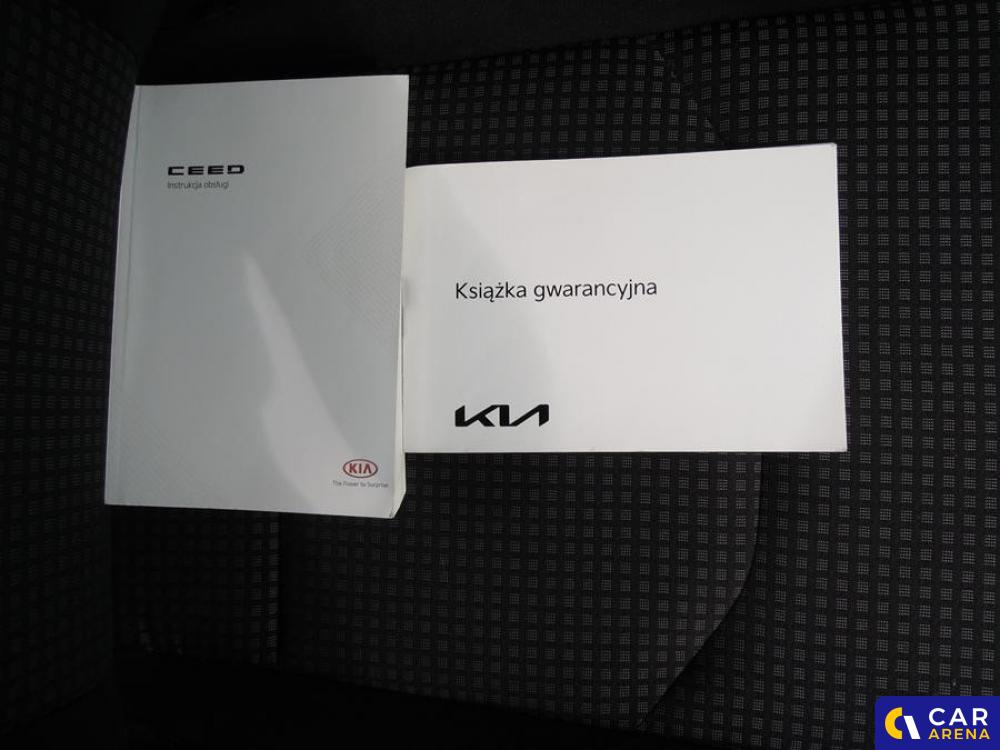 CEED
Instrukcja obsługi
KIA
The Power to Surprise
Książka gwarancyjna
KIA
CAR
ARENA